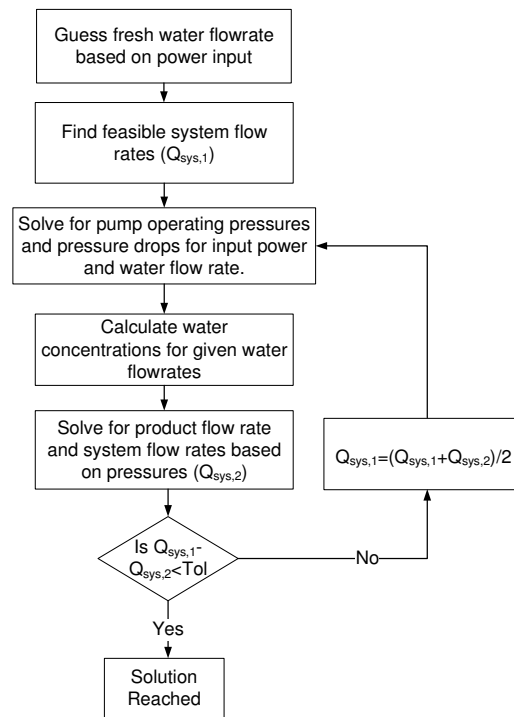 Guess fresh water flowrate
based on power input
Find feasible system flow
rates (Qsys,1)
Solve for pump operating pressures
and pressure drops for input power
and water flow rate.
Calculate water
concentrations for given water
flowrates
Solve for product flow rate
and system flow rates based
on pressures (Qsys,2)
Qsys,1=(Qsys,1+Qsys,2)/2
Is Qsys,1-
Qsys,2<Tol
No
Yes
Solution
Reached